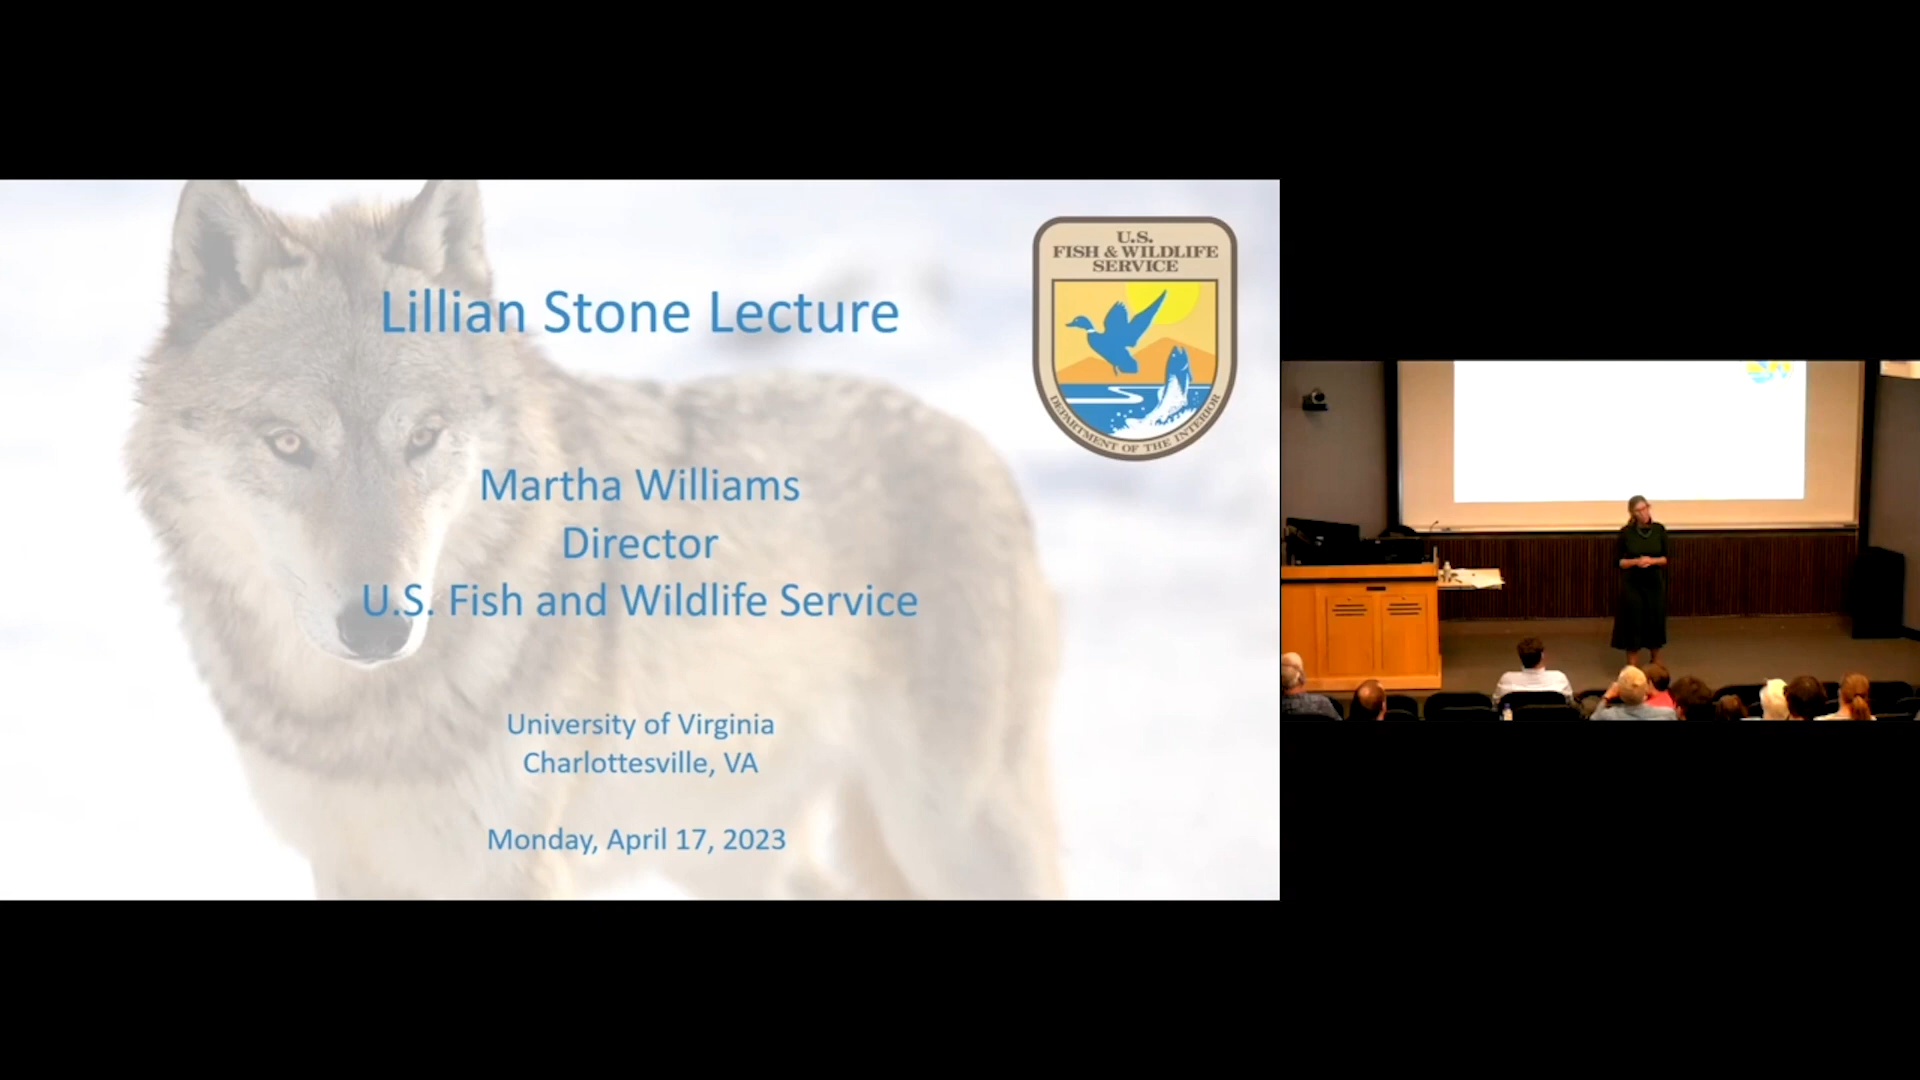 Lillian Stone Lecture
U.S.
FISH & WILDLIFE
SERVICE
DEPARTMENT OF THE INTERIOR
Martha Williams
Director
U.S. Fish and Wildlife Service
University of Virginia
Charlottesville, VA
Monday, April 17, 2023